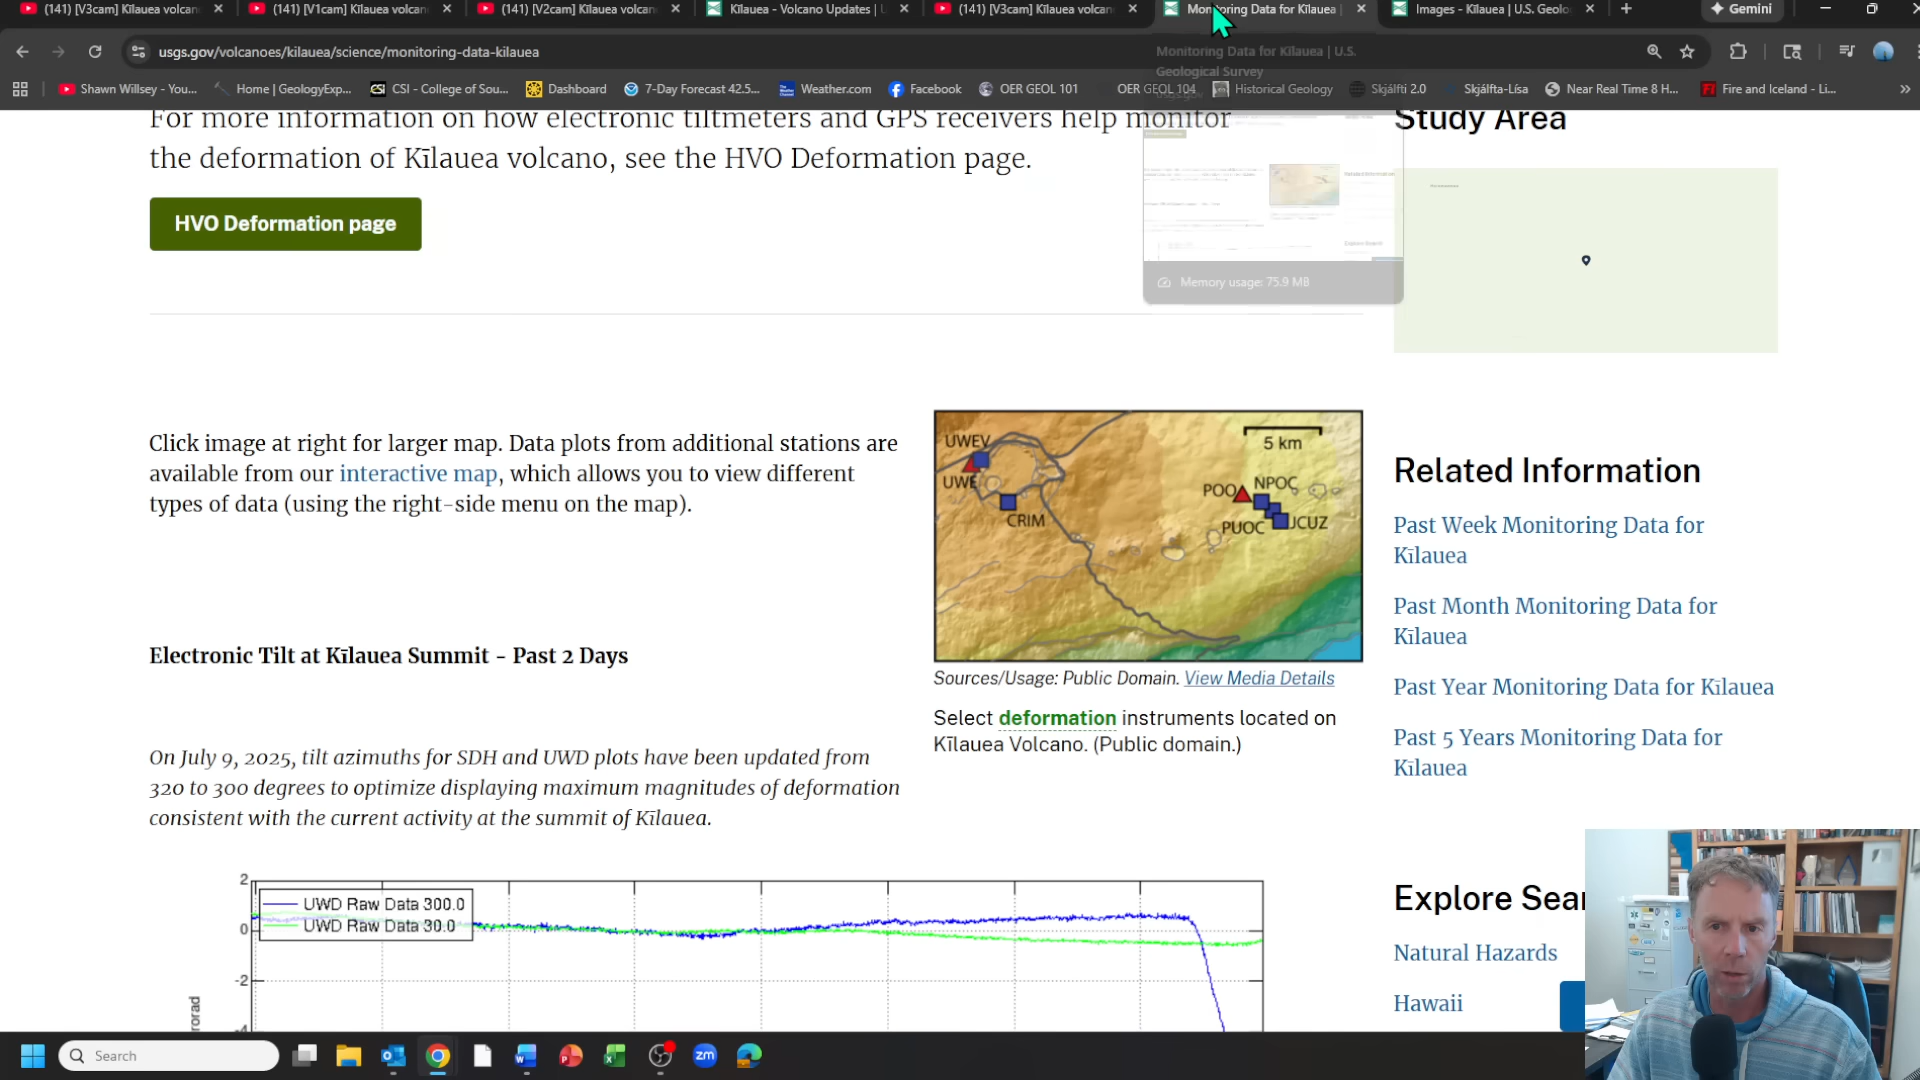 (141) [V3cam] Kīlauea volcan
(141) [V1cam] Kīlauea volcan
(141) [V2cam] Kīlauea volcan
Kīlauea - Volcano Updates | U
(141) [V3cam] Kīlauea volcan
Monitoring Data for Kīlauea |
Images - Kīlauea | U.S. Geolo
Gemini
usgs.gov/volcanoes/kilauea/science/monitoring-data-kilauea
Monitoring Data for Kīlauea | U.S.
Geological Survey
Shawn Willsey - You...
Home | GeologyExp...
CSI - College of Sou...
Dashboard
7-Day Forecast 42.5...
Weather.com
Facebook
OER GEOL 101
OER GEOL 104
Historical Geology
Skjálfti 2.0
Skjálfta-Lísa
Near Real Time 8 H...
Fire and Iceland - Li...
For more information on how electronic tiltmeters and GPS receivers help monitor
the deformation of Kīlauea volcano, see the HVO Deformation page.
HVO Deformation page
Memory usage: 75.9 MB
Study Area
Click image at right for larger map. Data plots from additional stations are
available from our interactive map, which allows you to view different
types of data (using the right-side menu on the map).
UWEV
UWE
CRIM
5 km
POO
NPOC
PUOC
JCUZ
Sources/Usage: Public Domain. View Media Details
Select deformation instruments located on
Kīlauea Volcano. (Public domain.)
Electronic Tilt at Kīlauea Summit - Past 2 Days
On July 9, 2025, tilt azimuths for SDH and UWD plots have been updated from
320 to 300 degrees to optimize displaying maximum magnitudes of deformation
consistent with the current activity at the summit of Kīlauea.
2
0
-2
-4
UWD Raw Data 300.0
UWD Raw Data 30.0
rorad
Related Information
Past Week Monitoring Data for
Kīlauea
Past Month Monitoring Data for
Kīlauea
Past Year Monitoring Data for Kīlauea
Past 5 Years Monitoring Data for
Kīlauea
Explore Sear
Natural Hazards
Hawaii
Search
zm